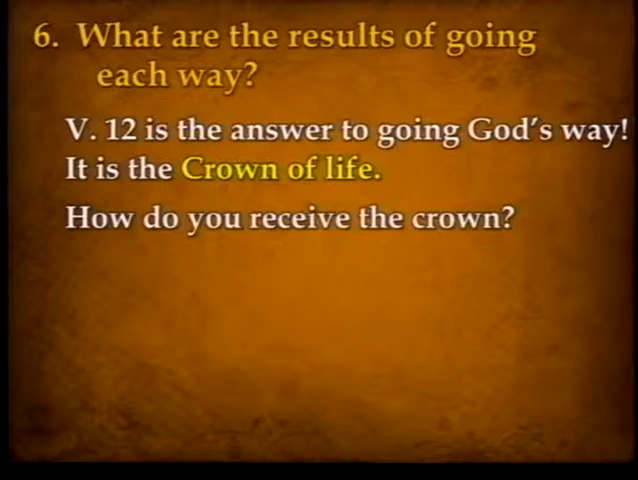 6. What are the results of going
each way?
V. 12 is the answer to going God's way!
It is the Crown of life.
How do you receive the crown?